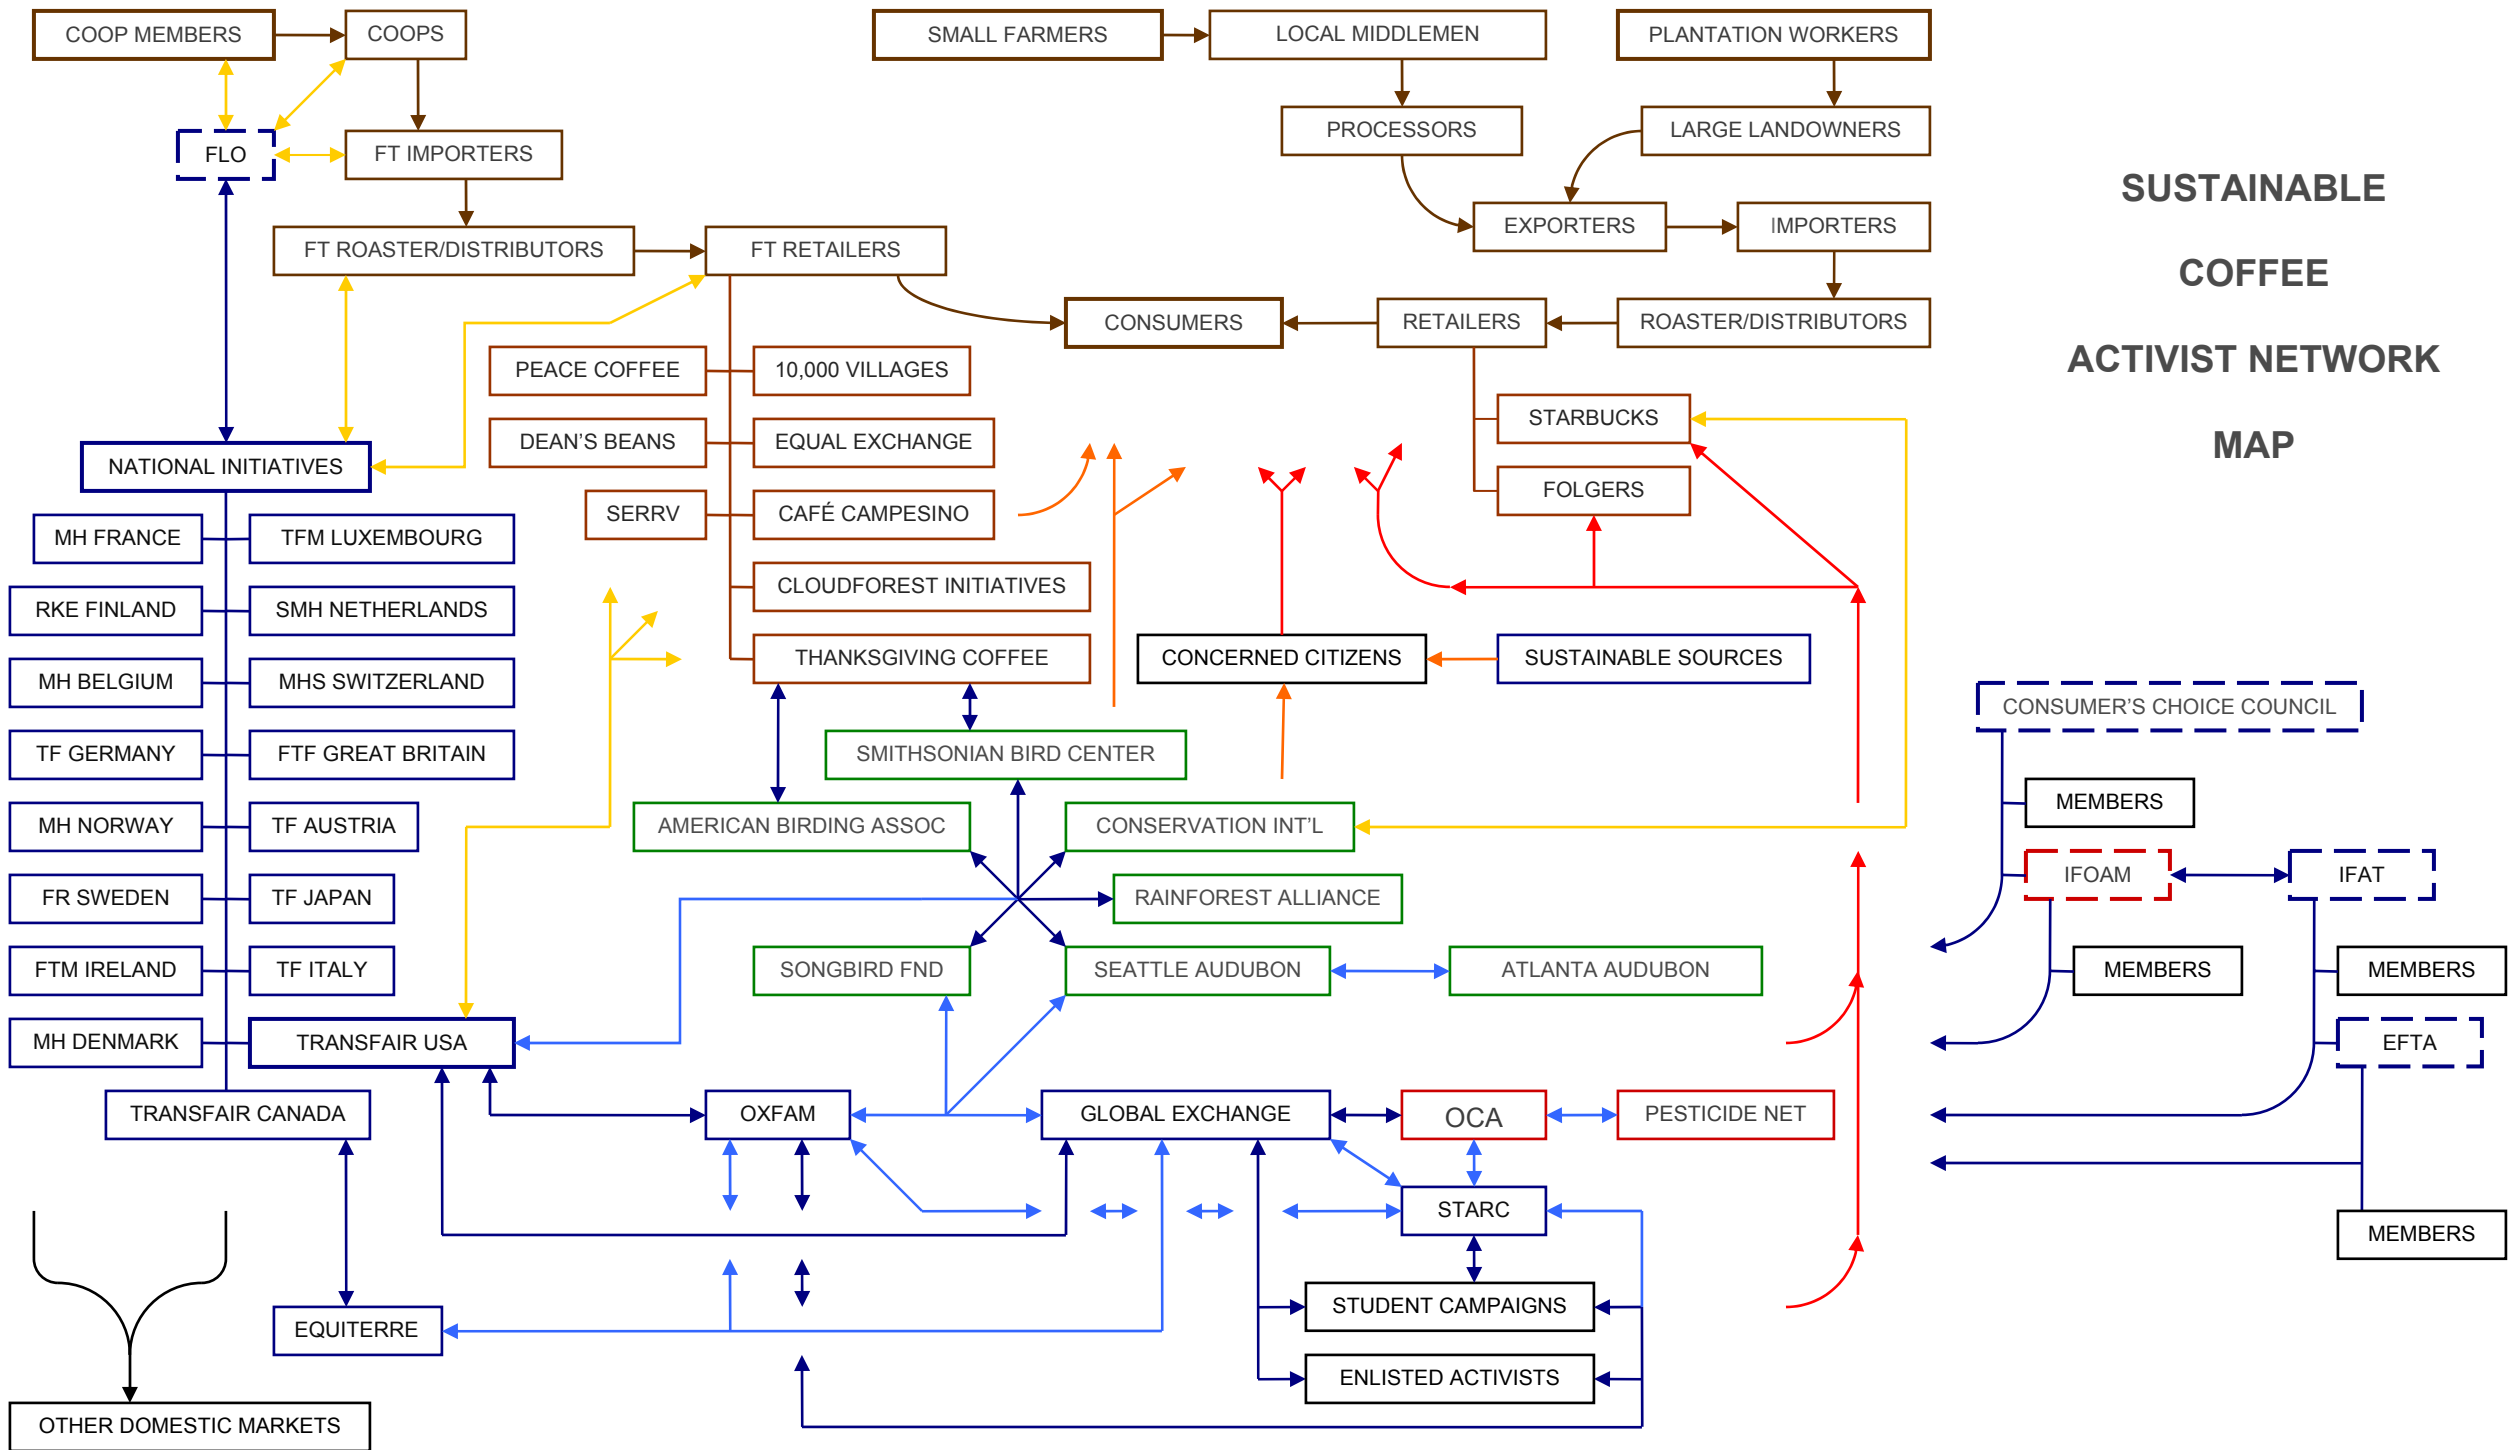 COOP MEMBERS
COOPS
SMALL FARMERS
LOCAL MIDDLEMEN
PLANTATION WORKERS
FLO
FT IMPORTERS
PROCESSORS
LARGE LANDOWNERS
SUSTAINABLE
COFFEE
ACTIVIST NETWORK
MAP
FT ROASTER/DISTRIBUTORS
FT RETAILERS
EXPORTERS
IMPORTERS
CONSUMERS
RETAILERS
ROASTER/DISTRIBUTORS
PEACE COFFEE
10,000 VILLAGES
DEAN'S BEANS
EQUAL EXCHANGE
STARBUCKS
NATIONAL INITIATIVES
SERRV
CAFÉ CAMPESINO
FOLGERS
MH FRANCE
TFM LUXEMBOURG
CLOUDFOREST INITIATIVES
RKE FINLAND
SMH NETHERLANDS
THANKSGIVING COFFEE
CONCERNED CITIZENS
SUSTAINABLE SOURCES
MH BELGIUM
MHS SWITZERLAND
CONSUMER'S CHOICE COUNCIL
TF GERMANY
FTF GREAT BRITAIN
SMITHSONIAN BIRD CENTER
MEMBERS
MH NORWAY
TF AUSTRIA
AMERICAN BIRDING ASSOC
CONSERVATION INT'L
IFOAM
IFAT
FR SWEDEN
TF JAPAN
RAINFOREST ALLIANCE
FTM IRELAND
TF ITALY
SONGBIRD FND
SEATTLE AUDUBON
ATLANTA AUDUBON
MEMBERS
MEMBERS
MH DENMARK
TRANSFAIR USA
EFTA
TRANSFAIR CANADA
OXFAM
GLOBAL EXCHANGE
OCA
PESTICIDE NET
STARC
MEMBERS
STUDENT CAMPAIGNS
EQUITERRE
ENLISTED ACTIVISTS
OTHER DOMESTIC MARKETS